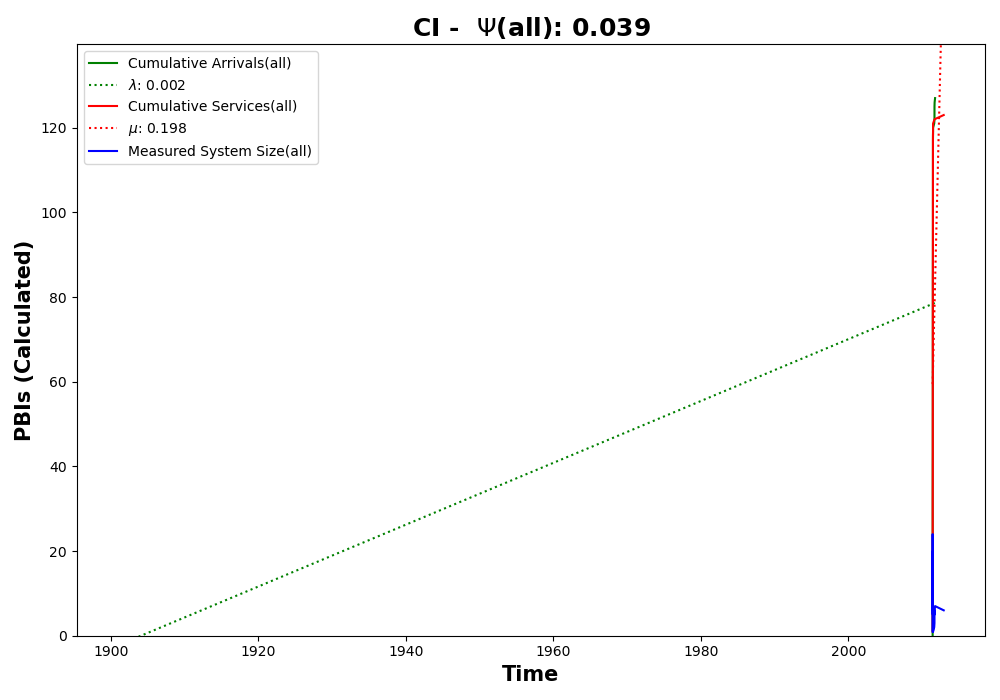 CI - Ψ(all): 0.039
Cumulative Arrivals(all)
λ: 0.002
Cumulative Services(all)
μ: 0.198
Measured System Size(all)
PBIs (Calculated)
120
100
80
60
40
20
0
1900 1920 1940 1960 1980 2000
Time